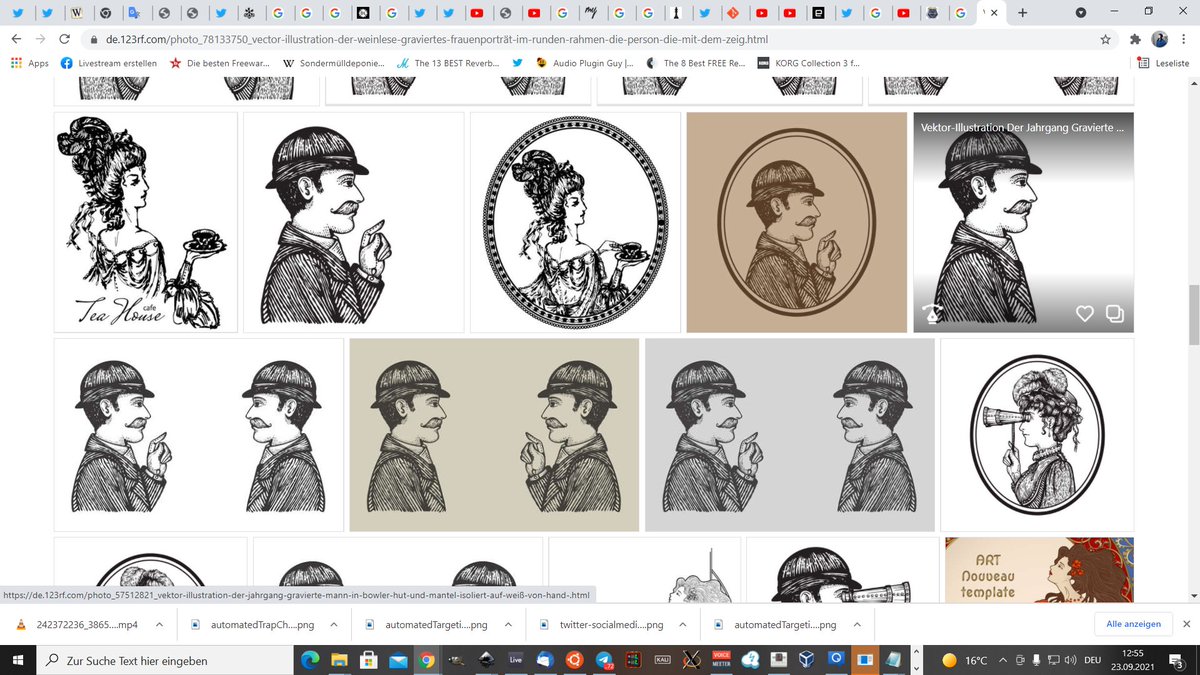 de.123rf.com/photo_78133750_vector-illustration-der-weinlese-graviertes-frauenporträt-im-runden-rahmen-die-person-die-mit-dem-zeig.html
Apps
Livestream erstellen
Die besten Freewar...
Sondermülldeponie...
The 13 BEST Reverb...
Audio Plugin Guy |...
The 8 Best FREE Re...
KORG Collection 3 f...
Leseliste
Vektor-Illustration Der Jahrgang Gravierte ...
Tea House
cafe
ART
Nouveau
template
https://de.123rf.com/photo_57512821_vektor-illustration-der-jahrgang-gravierte-mann-in-bowler-hut-und-mantel-isoliert-auf-weiß-von-hand-.html
242372236_3865....mp4
automatedTrapCh....png
automatedTargeti....png
twitter-socialmedi....png
automatedTargeti....png
Alle anzeigen
Zur Suche Text hier eingeben
Live
KALI
VOICE
MEETER
16°C
DEU
12:55
23.09.2021
3